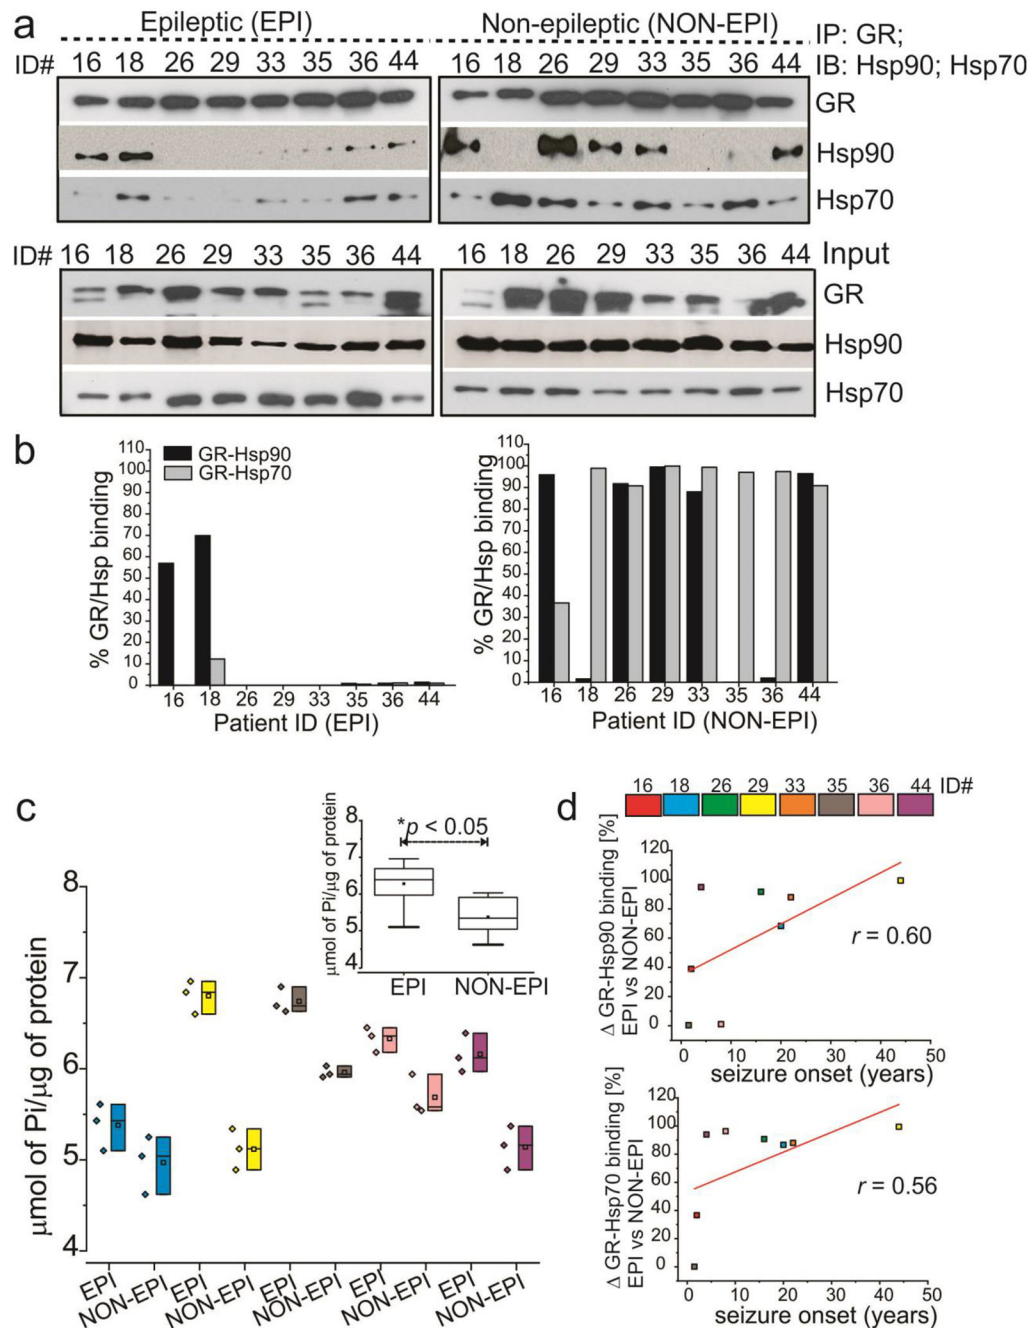 a
Epileptic (EPI)
Non-epileptic (NON-EPI)
IP: GR;
IB: Hsp90; Hsp70
ID# 16 18 26 29 33 35 36 44
16 18 26 29 33 35 36 44
GR
Hsp90
Hsp70
ID# 16 18 26 29 33 35 36 44
16 18 26 29 33 35 36 44
Input
GR
Hsp90
Hsp70
b
GR-Hsp90
GR-Hsp70
% GR/Hsp binding
110
100
90
80
70
60
50
40
30
20
10
0
16 18 26 29 33 35 36 44
Patient ID (EPI)
% GR/Hsp binding
110
100
90
80
70
60
50
40
30
20
10
0
16 18 26 29 33 35 36 44
Patient ID (NON-EPI)
c
µmol of Pi/µg of protein
8
7
6
5
4
EPI
NON-EPI
EPI
NON-EPI
EPI
NON-EPI
EPI
NON-EPI
EPI
NON-EPI
µmol of Pi/µg of protein
8
7
6
5
4
*p < 0.05
EPI NON-EPI
d
16 18 26 29 33 35 36 44 ID#
Δ GR-Hsp90 binding [%]
EPI vs NON-EPI
120
100
80
60
40
20
0
r = 0.60
0 10 20 30 40 50
seizure onset (years)
Δ GR-Hsp70 binding [%]
EPI vs NON-EPI
120
100
80
60
40
20
0
r = 0.56
0 10 20 30 40 50
seizure onset (years)